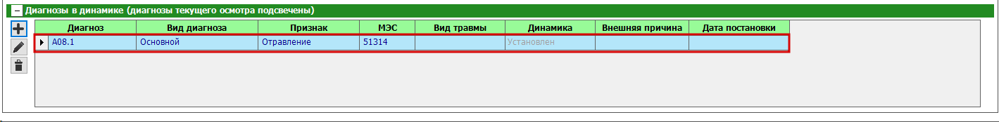 Диагнозы в динамике (диагнозы текущего осмотра подсвечены)
Диагноз Вид диагноза Признак МЭС Вид травмы Динамика Внешняя причина Дата постановки
A08.1 Основной Отравление 51314 Установлен